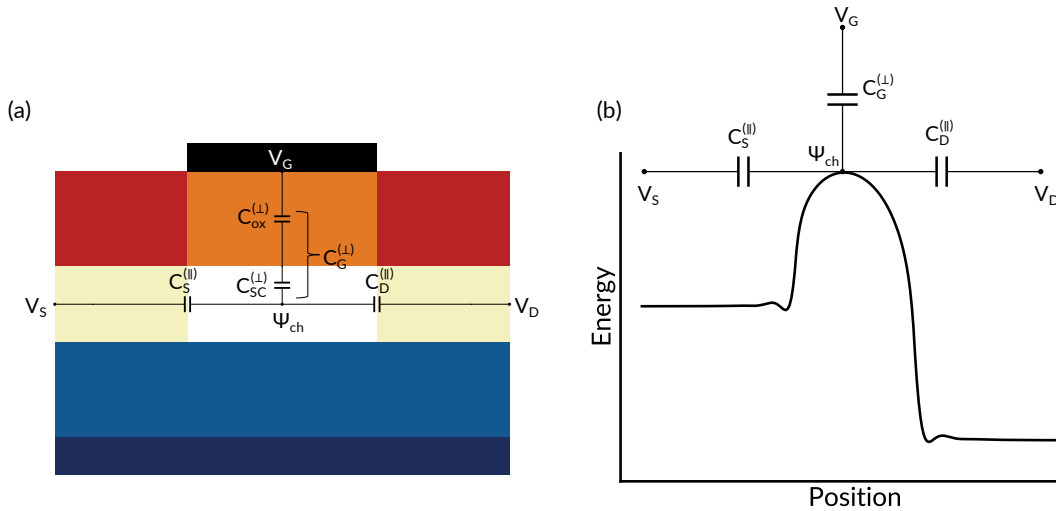 (a)
V_G
C_ox^(⊥)
C_G^(⊥)
C_S^(||)
C_SC^(⊥)
C_D^(||)
V_S
Ψ_ch
V_D
(b)
V_G
C_G^(⊥)
C_S^(||)
C_D^(||)
Ψ_ch
V_S
V_D
Energy
Position